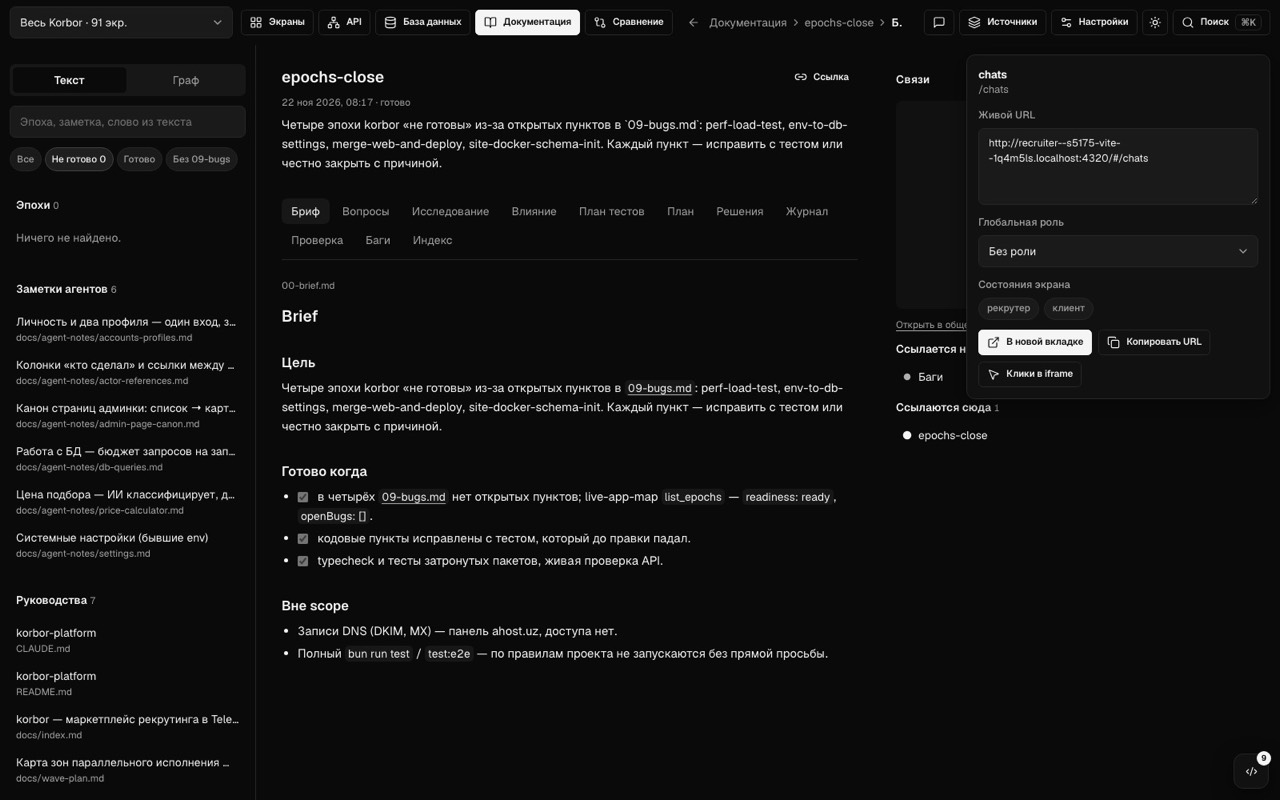 Весь Korbor · 91 экр.
Экраны
API
База данных
Документация
Сравнение
Документация
epochs-close
Б.
Источники
Настройки
Поиск
⌘K
Текст
Граф
Эпоха, заметка, слово из текста
Все
Не готово 0
Готово
Без 09-bugs
Эпохи 0
Ничего не найдено.
Заметки агентов 6
Личность и два профиля — один вход, з…
docs/agent-notes/accounts-profiles.md
Колонки «кто сделал» и ссылки между …
docs/agent-notes/actor-references.md
Канон страниц админки: список → карт…
docs/agent-notes/admin-page-canon.md
Работа с БД — бюджет запросов на зап…
docs/agent-notes/db-queries.md
Цена подбора — ИИ классифицирует, д…
docs/agent-notes/price-calculator.md
Системные настройки (бывшие env)
docs/agent-notes/settings.md
Руководства 7
korbor-platform
CLAUDE.md
korbor-platform
README.md
korbor — маркетплейс рекрутинга в Tele…
docs/index.md
Карта зон параллельного исполнения …
docs/wave-plan.md
epochs-close
Ссылка
22 ноя 2026, 08:17 · готово
Четыре эпохи korbor «не готовы» из-за открытых пунктов в `09-bugs.md`: perf-load-test, env-to-db-
settings, merge-web-and-deploy, site-docker-schema-init. Каждый пункт — исправить с тестом или
честно закрыть с причиной.
Бриф
Вопросы
Исследование
Влияние
План тестов
План
Решения
Журнал
Проверка
Баги
Индекс
00-brief.md
Brief
Цель
Четыре эпохи korbor «не готовы» из-за открытых пунктов в 09-bugs.md: perf-load-test, env-to-db-
settings, merge-web-and-deploy, site-docker-schema-init. Каждый пункт — исправить с тестом или
честно закрыть с причиной.
Готово когда
в четырёх 09-bugs.md нет открытых пунктов; live-app-map list_epochs — readiness: ready,
openBugs: [].
кодовые пункты исправлены с тестом, который до правки падал.
typecheck и тесты затронутых пакетов, живая проверка API.
Вне scope
Записи DNS (DKIM, MX) — панель ahost.uz, доступа нет.
Полный bun run test / test:e2e — по правилам проекта не запускаются без прямой просьбы.
Связи
Открыть в общ
Ссылается н
Баги
Ссылаются сюда 1
epochs-close
chats
/chats
Живой URL
http://recruiter--s5175-vite-
-1q4m5ls.localhost:4320/#/chats
Глобальная роль
Без роли
Состояния экрана
рекрутер
клиент
В новой вкладке
Копировать URL
Клики в iframe
9